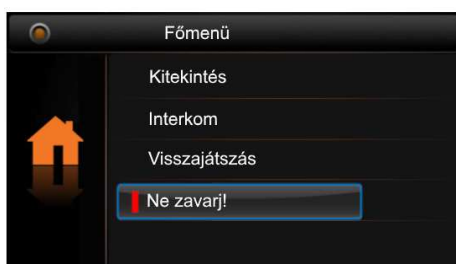 Főmenü
Kitekintés
Interkom
Visszajátszás
Ne zavarj!